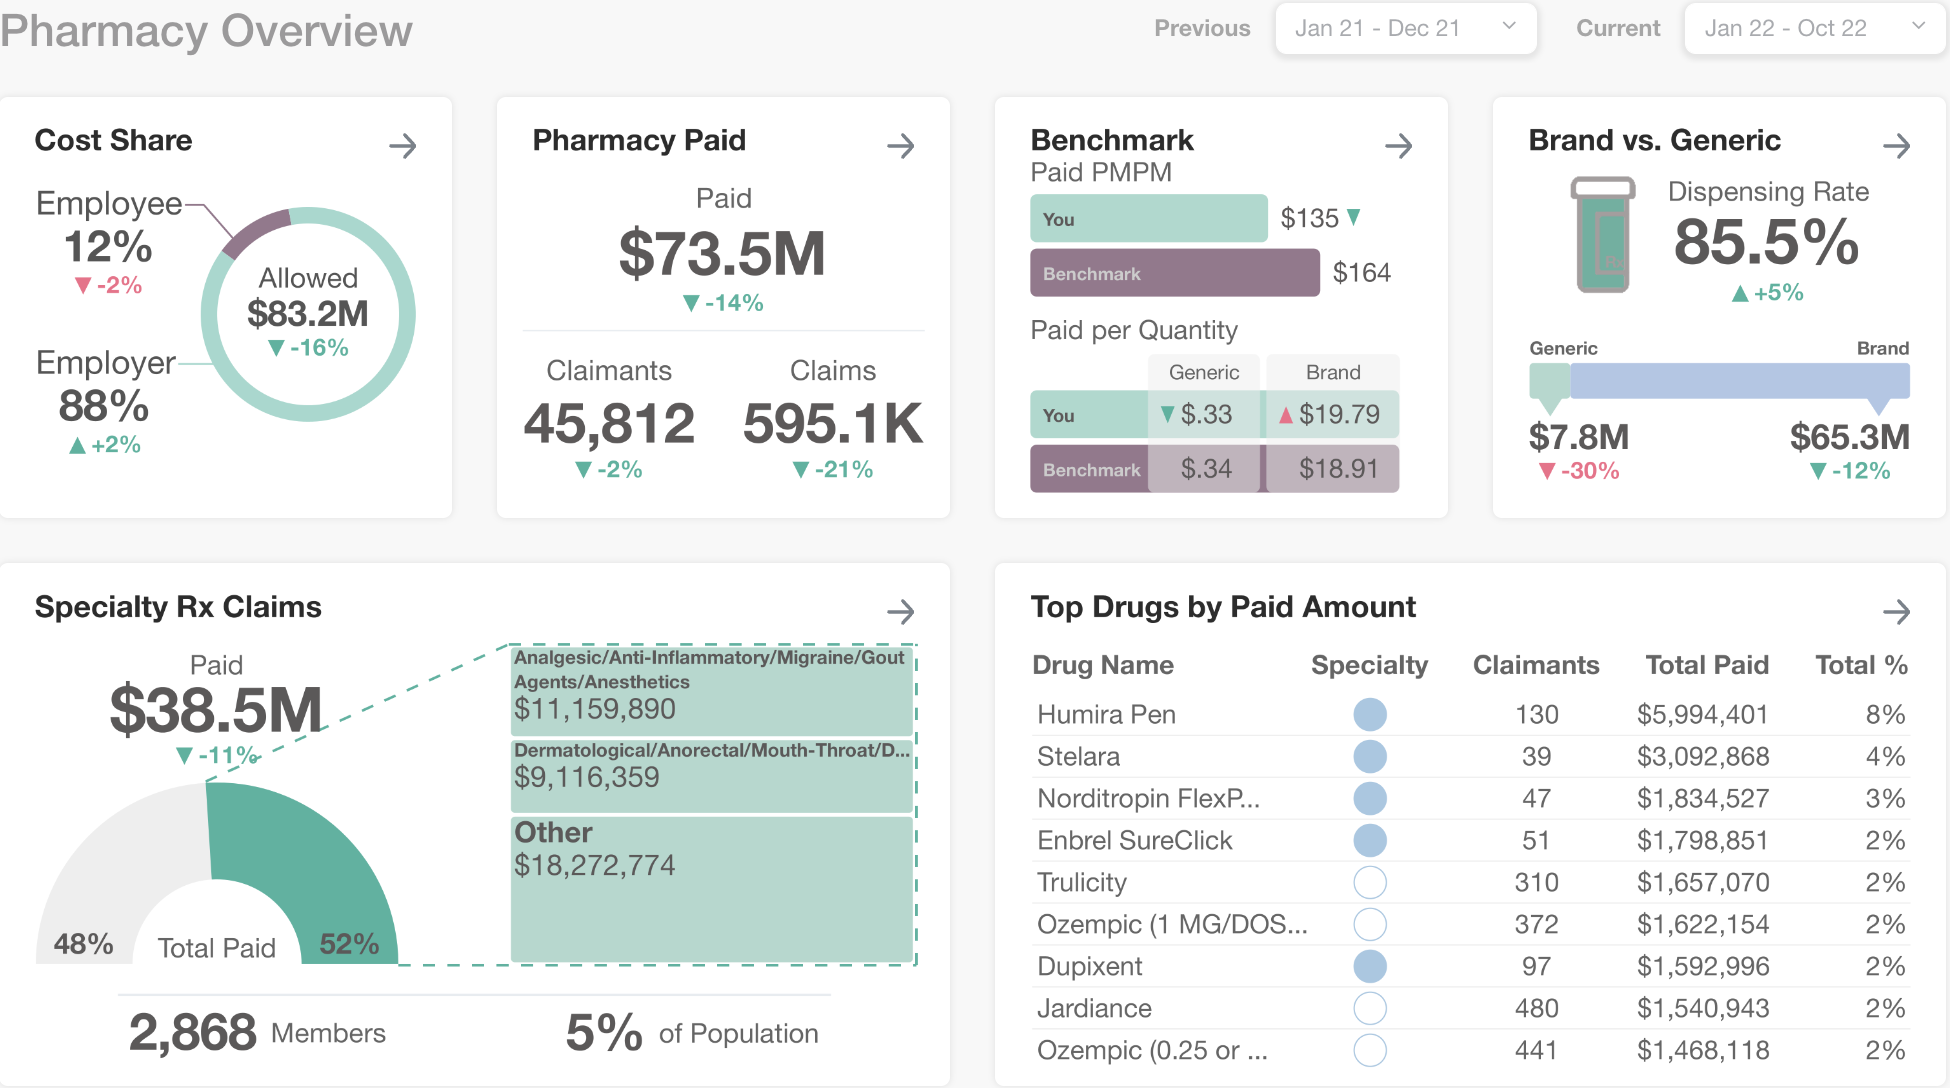 Pharmacy Overview
Previous
Jan 21 - Dec 21
Current
Jan 22 - Oct 22
Cost Share
Employee
12%
▼ -2%
Allowed
$83.2M
▼ -16%
Employer
88%
▲ +2%
Pharmacy Paid
Paid
$73.5M
▼ -14%
Claimants
45,812
▼ -2%
Claims
595.1K
▼ -21%
Benchmark
Paid PMPM
You $135 ▼
Benchmark $164
Paid per Quantity
Generic Brand
You ▼ $.33 ▲ $19.79
Benchmark $.34 $18.91
Brand vs. Generic
Rx
Dispensing Rate
85.5%
▲ +5%
Generic Brand
$7.8M $65.3M
▼ -30% ▼ -12%
Specialty Rx Claims
Paid
$38.5M
▼ -11%
48% Total Paid 52%
Analgesic/Anti-Inflammatory/Migraine/Gout
Agents/Anesthetics
$11,159,890
Dermatological/Anorectal/Mouth-Throat/D...
$9,116,359
Other
$18,272,774
2,868 Members
5% of Population
Top Drugs by Paid Amount
Drug Name Specialty Claimants Total Paid Total %
Humira Pen 130 $5,994,401 8%
Stelara 39 $3,092,868 4%
Norditropin FlexP... 47 $1,834,527 3%
Enbrel SureClick 51 $1,798,851 2%
Trulicity 310 $1,657,070 2%
Ozempic (1 MG/DOS... 372 $1,622,154 2%
Dupixent 97 $1,592,996 2%
Jardiance 480 $1,540,943 2%
Ozempic (0.25 or ... 441 $1,468,118 2%